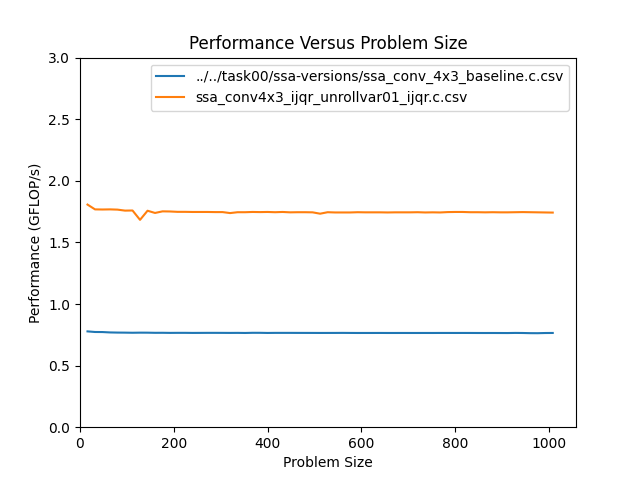 Performance Versus Problem Size
3.0
../../task00/ssa-versions/ssa_conv_4x3_baseline.c.csv
ssa_conv4x3_ijqr_unrollvar01_ijqr.c.csv
2.5
2.0
1.5
1.0
0.5
0.0
Performance (GFLOP/s)
0 200 400 600 800 1000
Problem Size